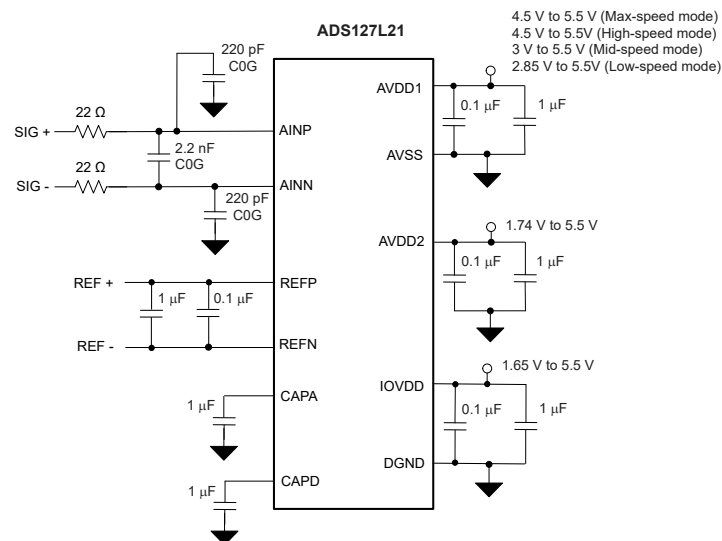 ADS127L21
4.5 V to 5.5 V (Max-speed mode)
4.5 V to 5.5V (High-speed mode)
3 V to 5.5 V (Mid-speed mode)
2.85 V to 5.5V (Low-speed mode)
220 pF
C0G
22 Ω
SIG +
AINP
2.2 nF
C0G
22 Ω
SIG -
AINN
220 pF
C0G
REF +
REFP
1 μF
0.1 μF
REF -
REFN
1 μF
CAPA
1 μF
CAPD
AVDD1
0.1 μF
1 μF
AVSS
1.74 V to 5.5 V
AVDD2
0.1 μF
1 μF
1.65 V to 5.5 V
IOVDD
0.1 μF
1 μF
DGND